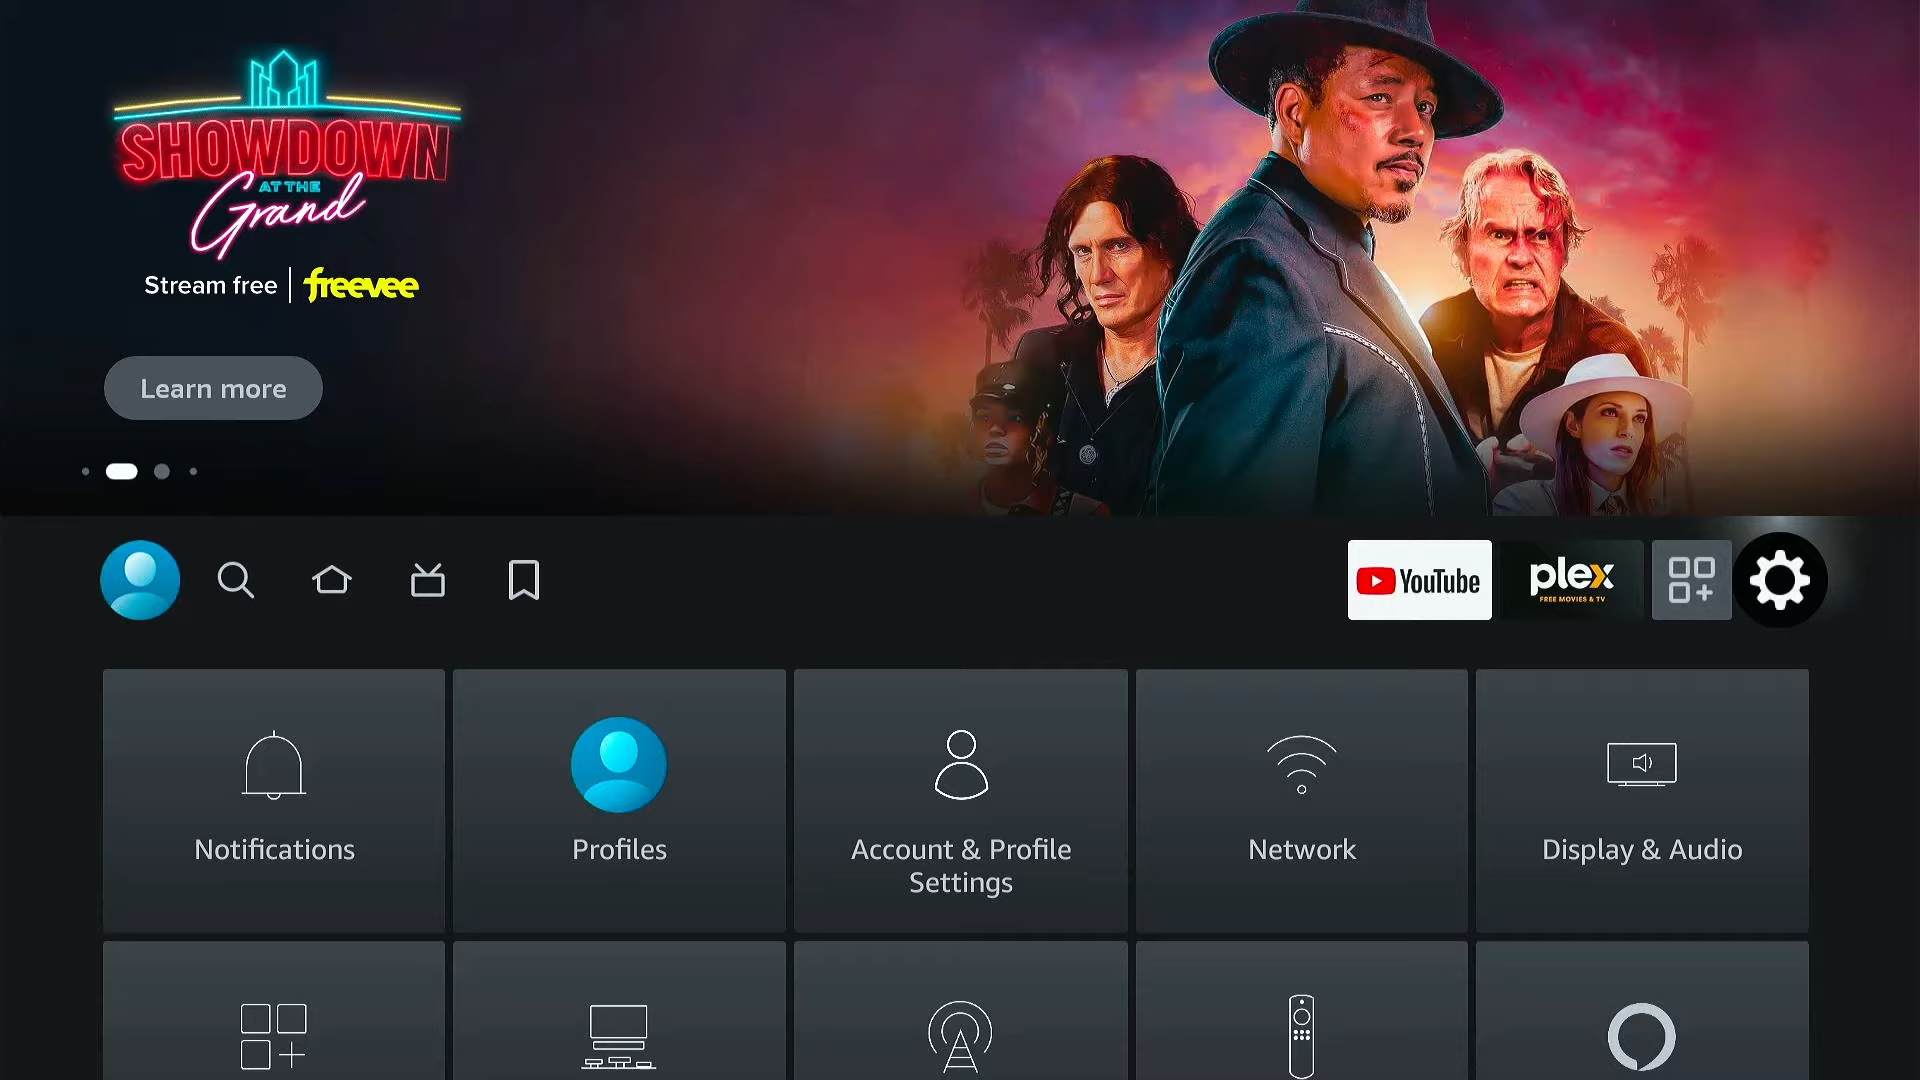 SHOWDOWN
AT THE
Grand
Stream free | freevee
Learn more
YouTube
plex
FREE MOVIES & TV
Notifications
Profiles
Account & Profile
Settings
Network
Display & Audio